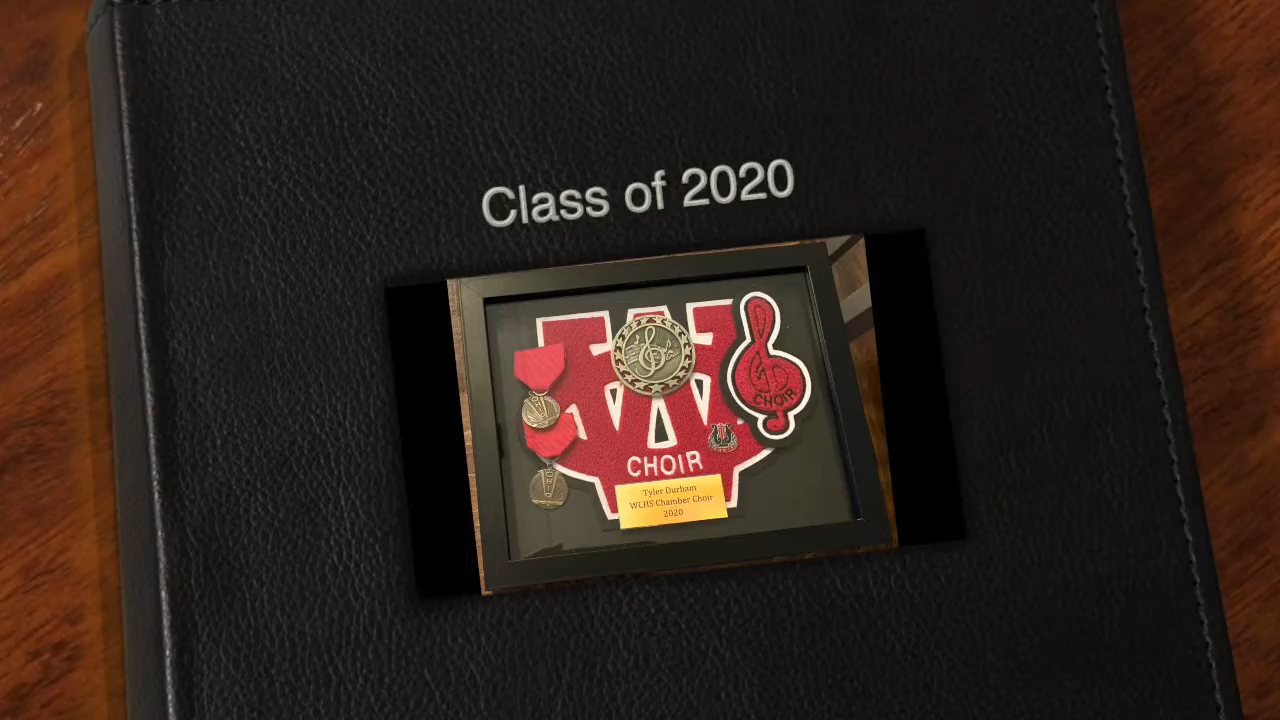 Class of 2020
CHOIR
CHOIR
Tyler Durham
WCHS Chamber Choir
2020